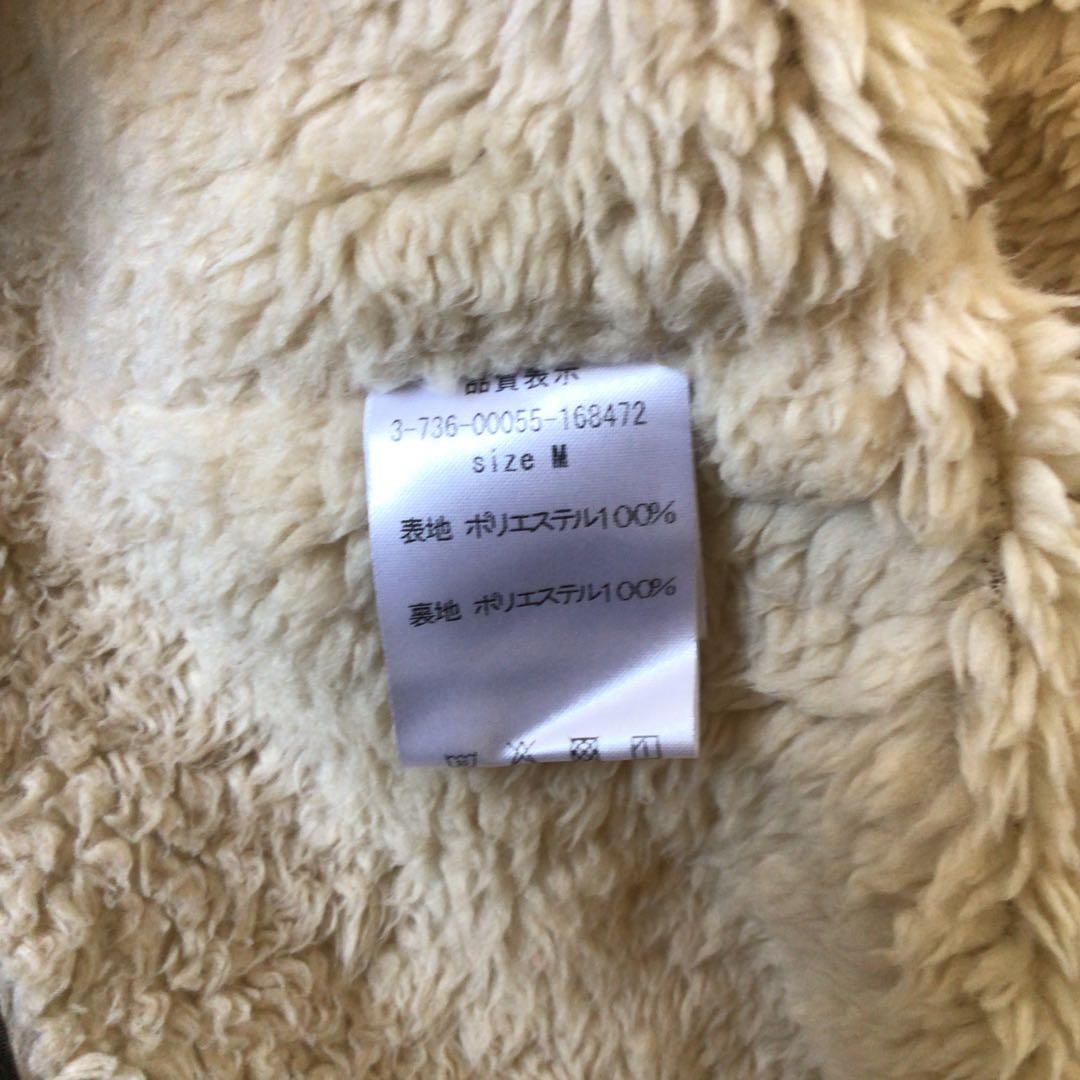 品質表示
3-736-00055-168472
size M
表地 ポリエステル100%
裏地 ポリエステル100%